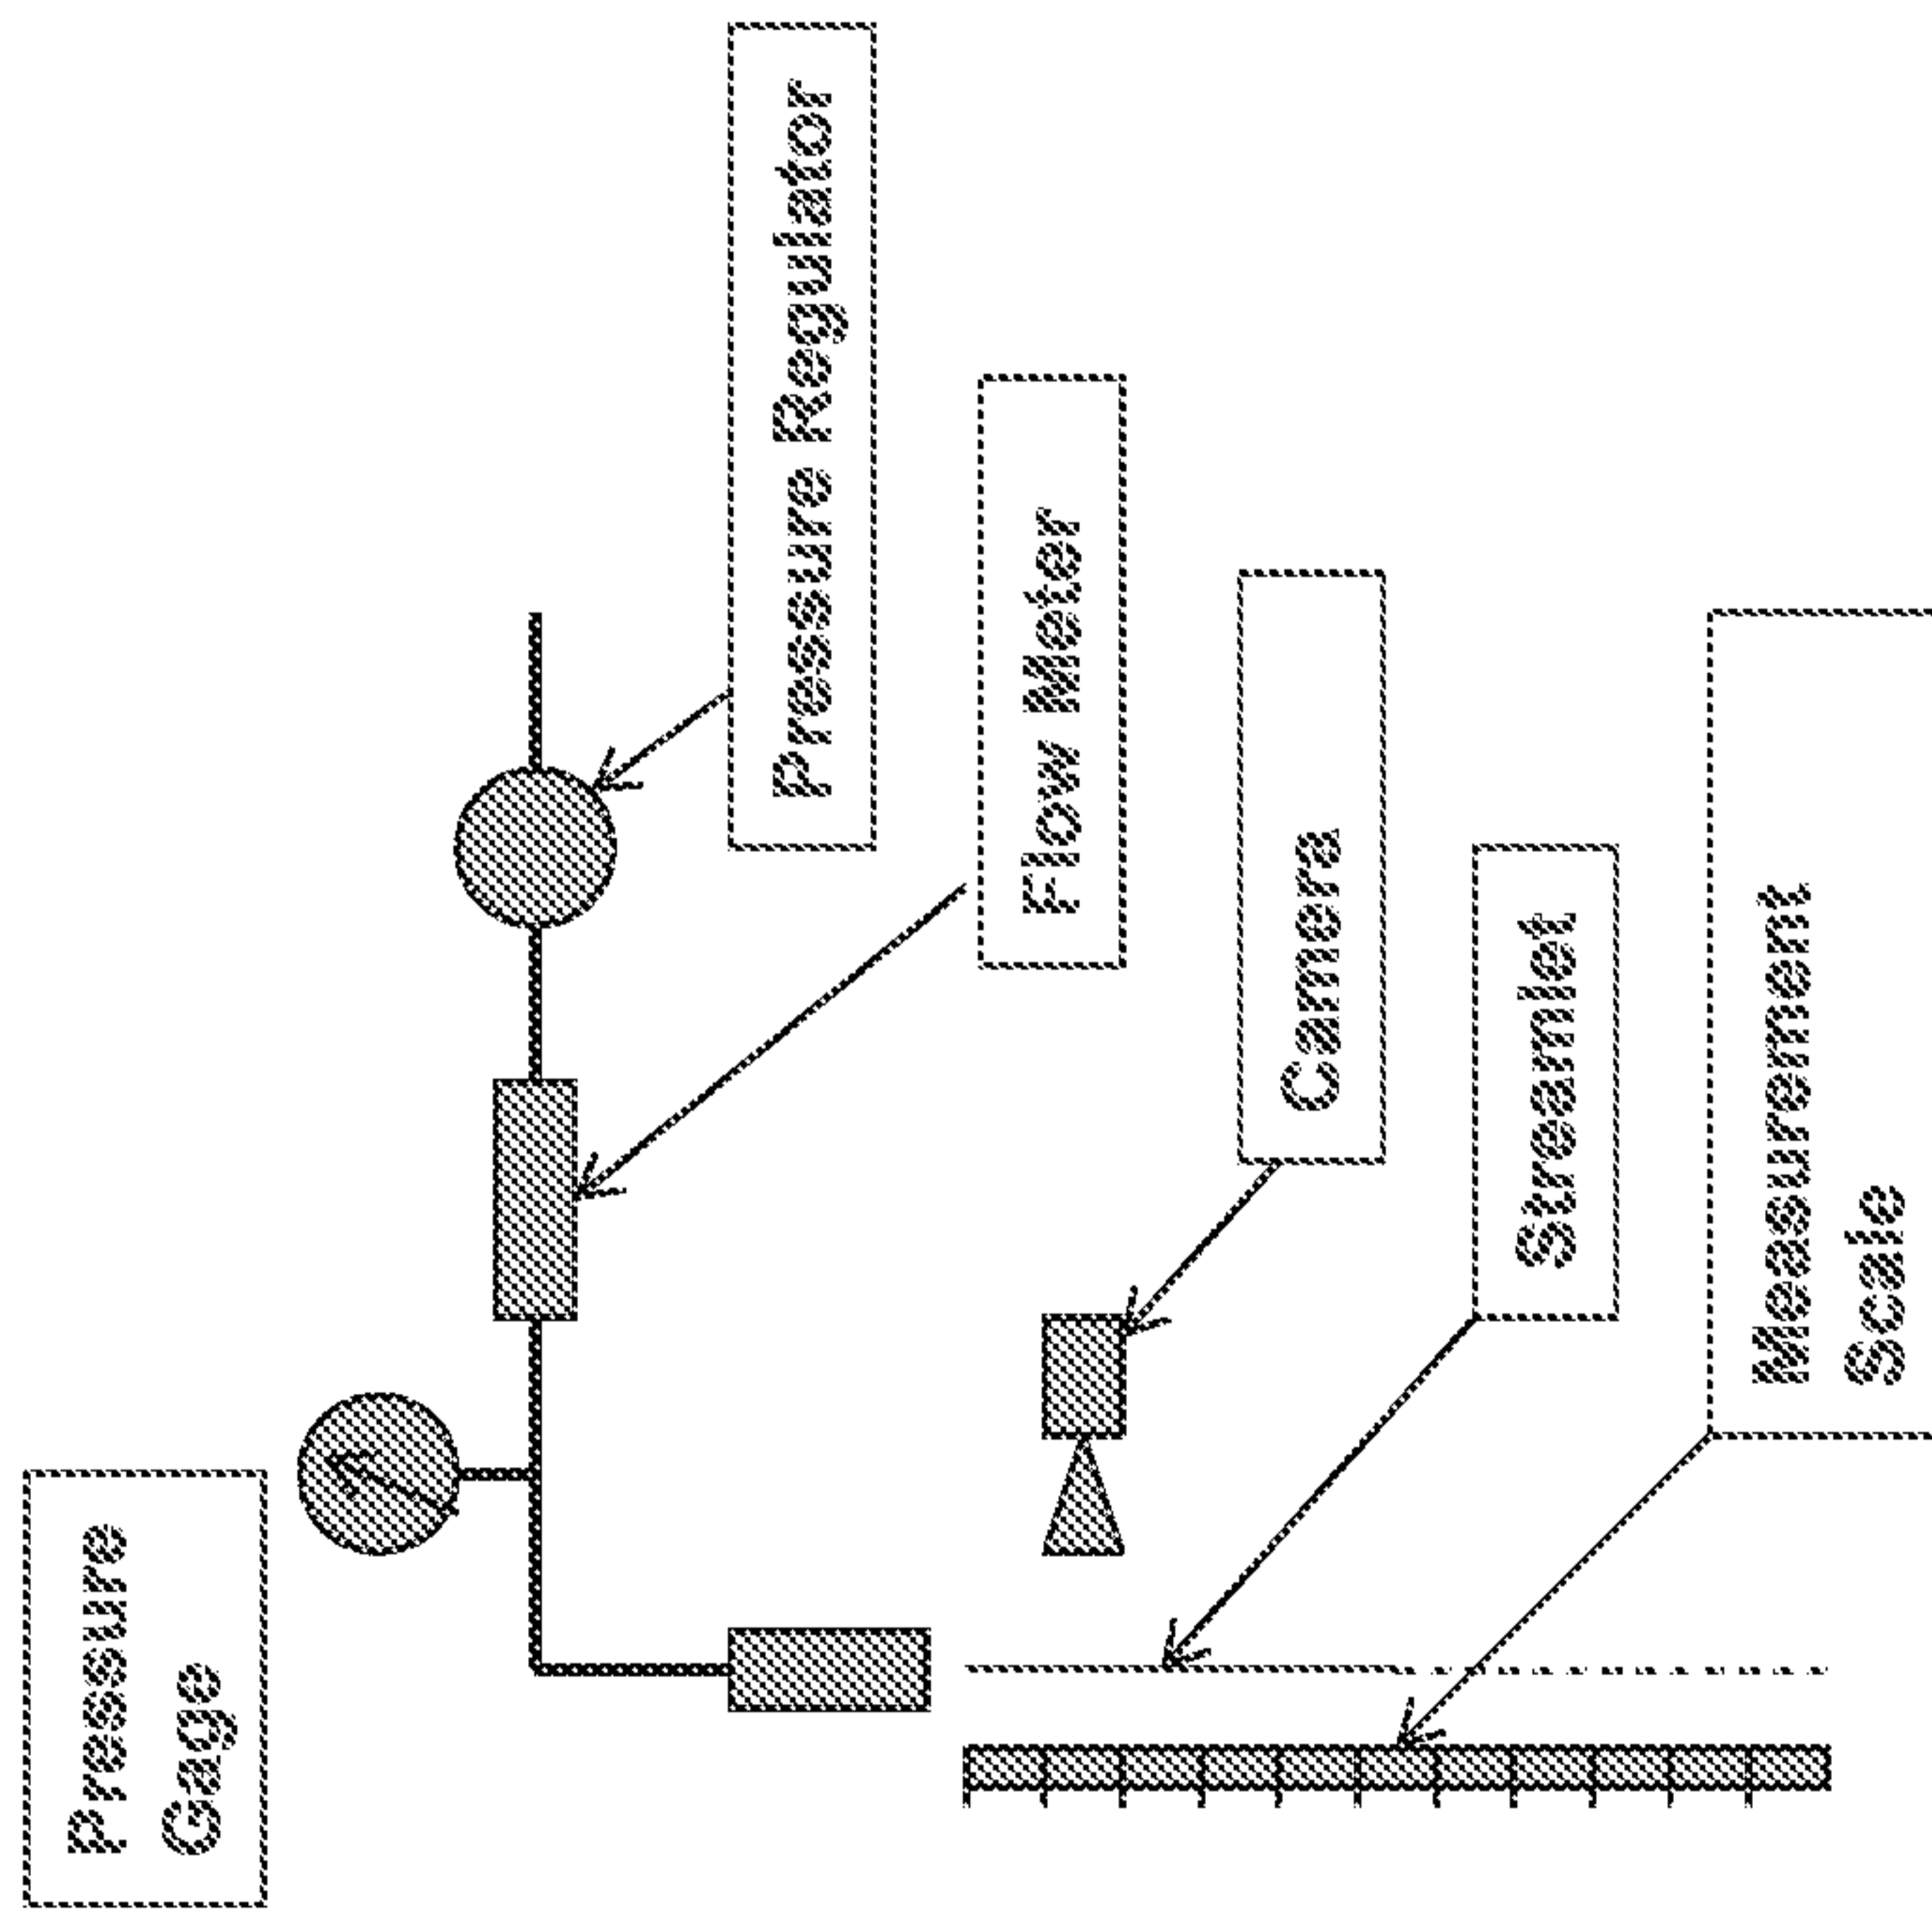 Pressure
Gage
Pressure Regulator
Flow Meter
Camera
Streamlet
Measurement
Scale